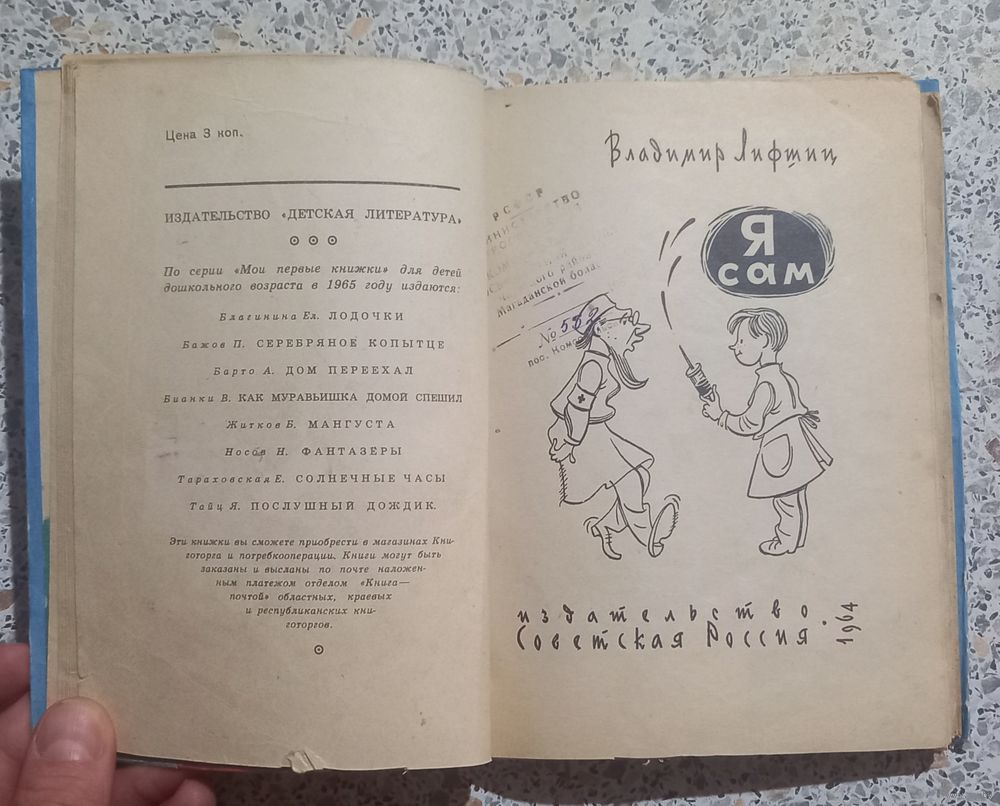 Цена 3 коп.
ИЗДАТЕЛЬСТВО «ДЕТСКАЯ ЛИТЕРАТУРА»
По серии «Мои первые книжки» для детей
дошкольного возраста в 1965 году издаются:
Благинина Ел. ЛОДОЧКИ
Бажов П. СЕРЕБРЯНОЕ КОПЫТЦЕ
Барто А. ДОМ ПЕРЕЕХАЛ
Бианки В. КАК МУРАВЬИШКА ДОМОЙ СПЕШИЛ
Житков Б. МАНГУСТА
Носов Н. ФАНТАЗЕРЫ
Тараховская Е. СОЛНЕЧНЫЕ ЧАСЫ
Тайц Я. ПОСЛУШНЫЙ ДОЖДИК.
Эти книжки вы сможете приобрести в магазинах Кни-
готорга и потребкооперации. Книги могут быть
заказаны и высланы по почте наложен-
ным платежом отделом «Книга—
почтой» областных, краевых
и республиканских кни-
готоргов.
Владимир Лифшиц
РСФСР
Магаданской
№ 552
пос.
Я
сам
издательство
Советская Россия
1964